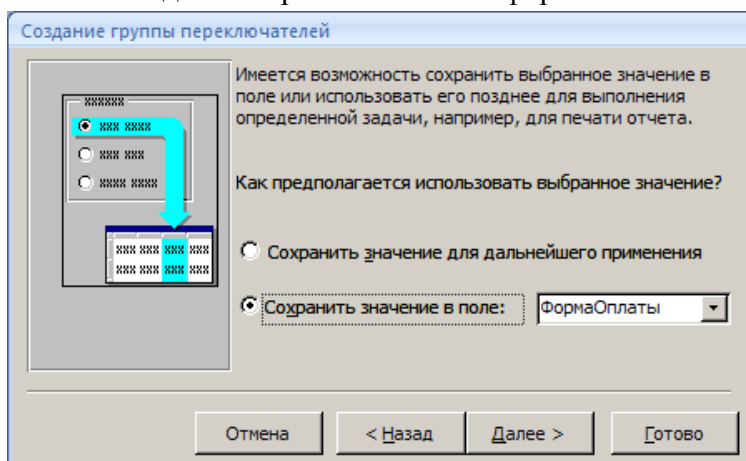 Создание группы переключателей
Имеется возможность сохранить выбранное значение в
поле или использовать его позднее для выполнения
определенной задачи, например, для печати отчета.
Как предполагается использовать выбранное значение?
Сохранить значение для дальнейшего применения
Сохранить значение в поле: ФормаОплаты
Отмена < Назад Далее > Готово